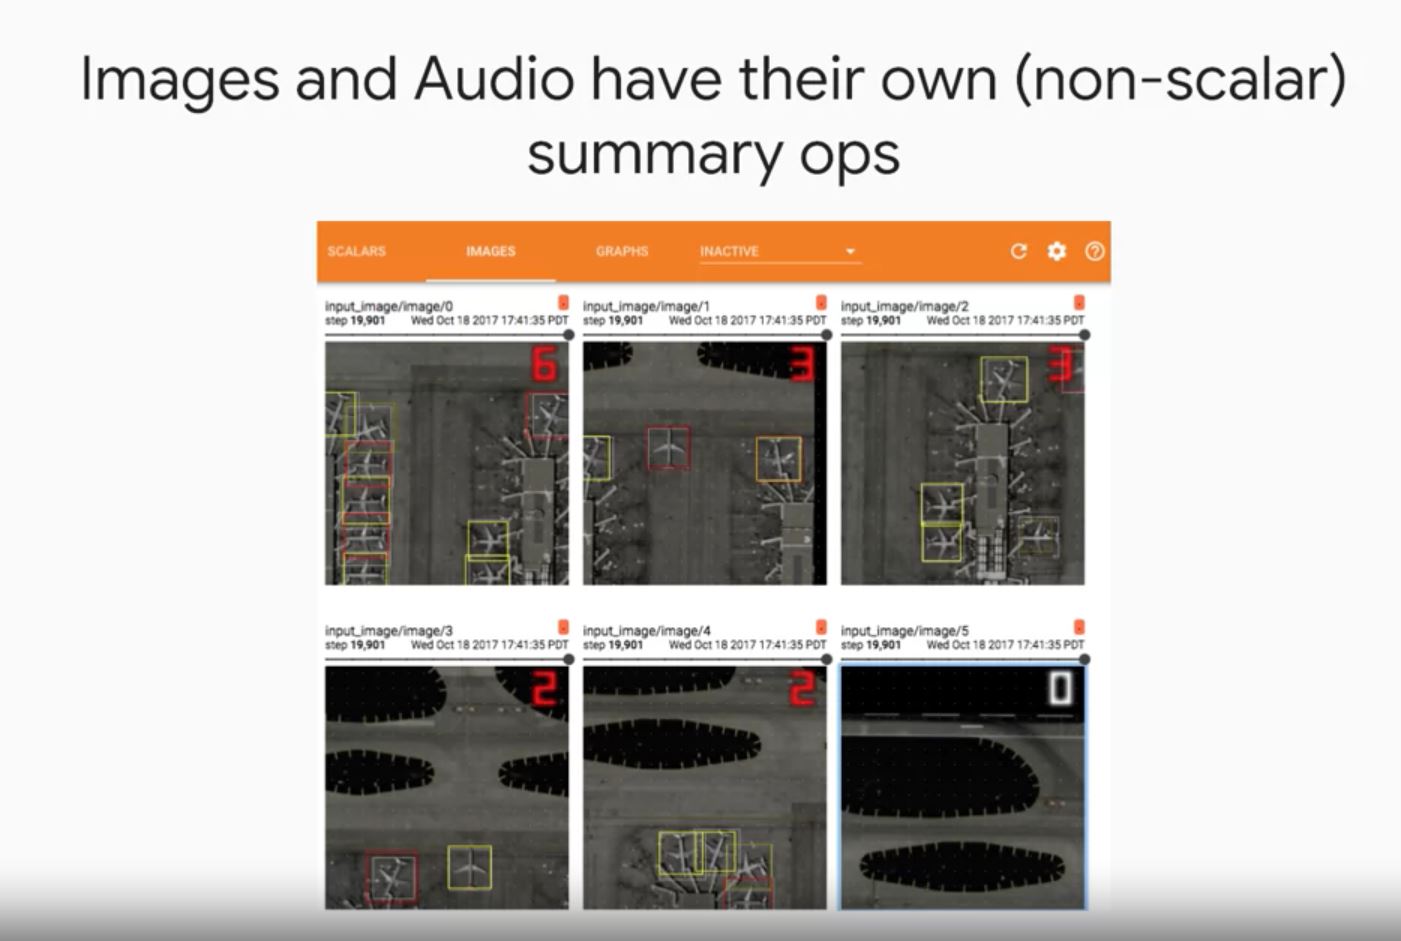 Images and Audio have their own (non-scalar)
summary ops
SCALARS IMAGES GRAPHS INACTIVE
input_image/image/0
step 19,901 Wed Oct 18 2017 17:41:35 PDT
6
input_image/image/1
step 19,901 Wed Oct 18 2017 17:41:35 PDT
3
input_image/image/2
step 19,901 Wed Oct 18 2017 17:41:35 PDT
3
input_image/image/3
step 19,901 Wed Oct 18 2017 17:41:35 PDT
2
input_image/image/4
step 19,901 Wed Oct 18 2017 17:41:35 PDT
2
input_image/image/5
step 19,901 Wed Oct 18 2017 17:41:35 PDT
0